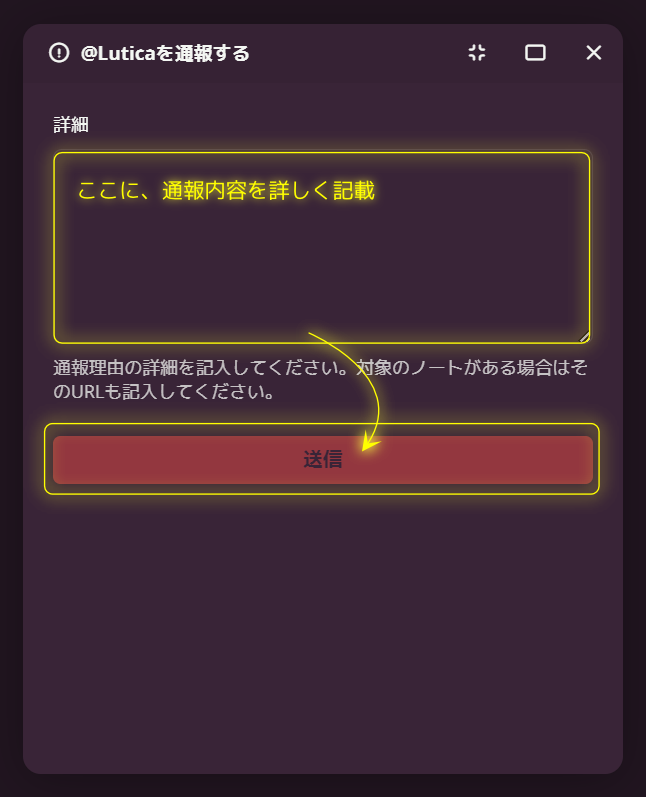 @Luticaを通報する
詳細
ここに、通報内容を詳しく記載
通報理由の詳細を記入してください。対象のノートがある場合はそ
のURLも記入してください。
送信